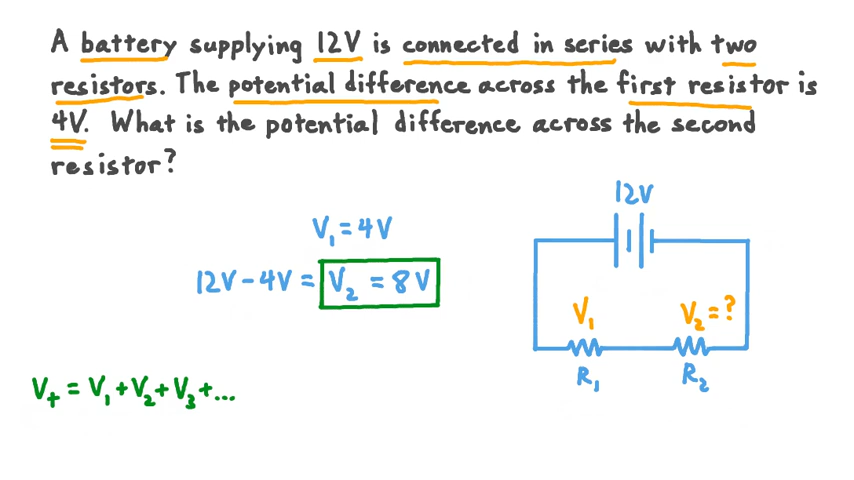 A battery supplying 12V is connected in series with two
resistors. The potential difference across the first resistor is
4V. What is the potential difference across the second
resistor?
12V
V₁ = 4V
12V - 4V = V₂ = 8V
V₁
V₂ = ?
R₁
R₂
Vₜ = V₁ + V₂ + V₃ + ...